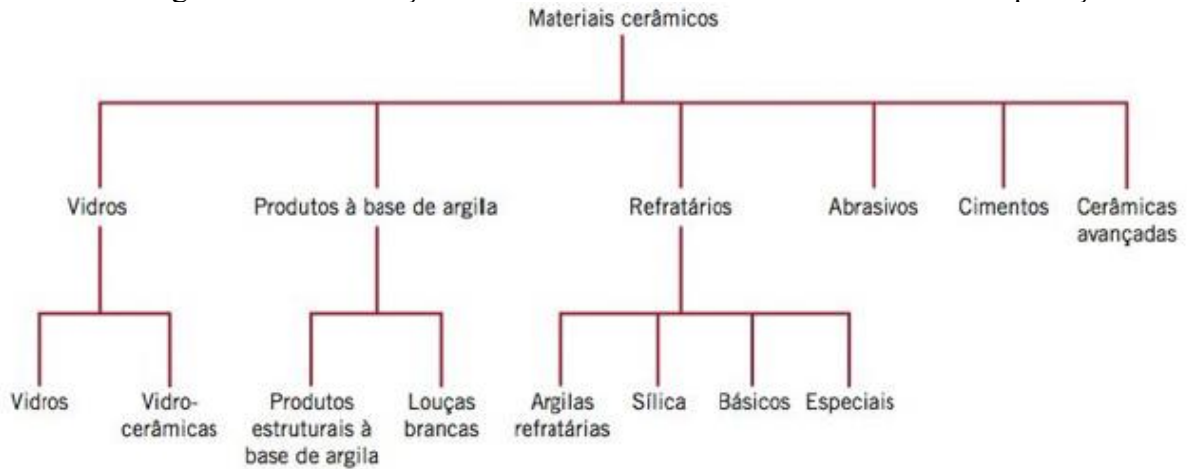 Materiais cerâmicos
Vidros
Produtos à base de argila
Refratários
Abrasivos
Cimentos
Cerâmicas
avançadas
Vidros
Vidro-
cerâmicas
Produtos
estruturais à
base de argila
Louças
brancas
Argilas
refratárias
Sílica
Básicos
Especiais